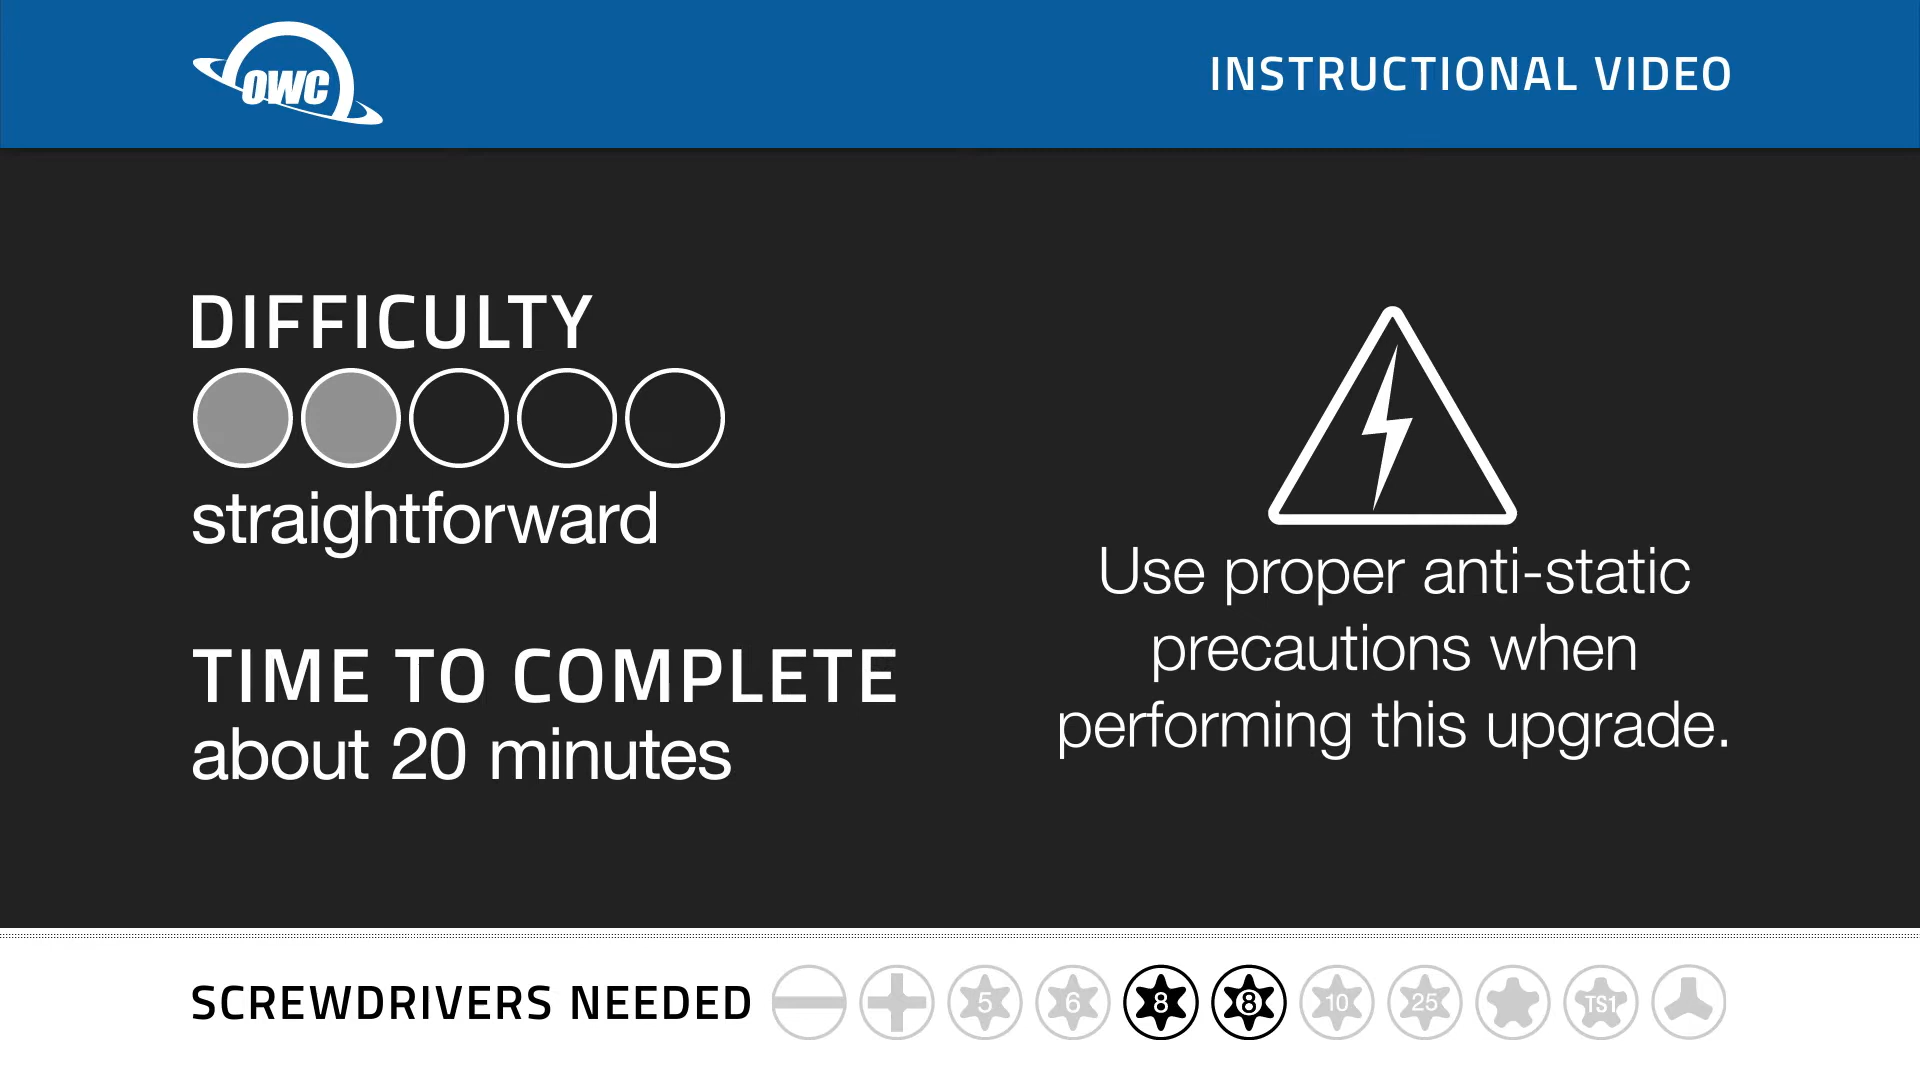 OWC
INSTRUCTIONAL VIDEO
DIFFICULTY
straightforward
TIME TO COMPLETE
about 20 minutes
Use proper anti-static
precautions when
performing this upgrade.
SCREWDRIVERS NEEDED 5 6 8 8 10 25 TS1